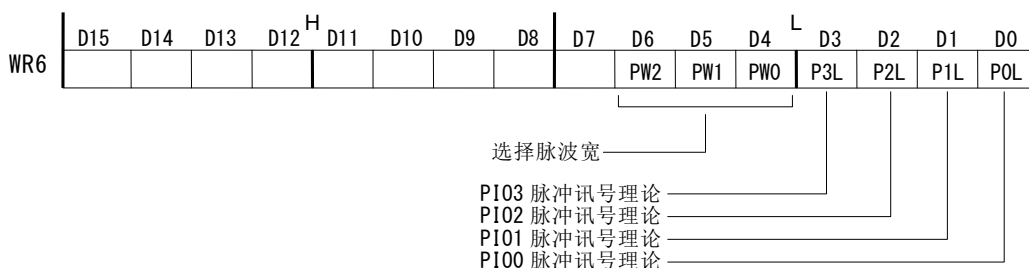 H L
D15 D14 D13 D12 D11 D10 D9 D8 D7 D6 D5 D4 D3 D2 D1 D0
WR6 PW2 PW1 PW0 P3L P2L P1L P0L
选择脉波宽
PIO3 脉冲讯号理论
PIO2 脉冲讯号理论
PIO1 脉冲讯号理论
PIO0 脉冲讯号理论